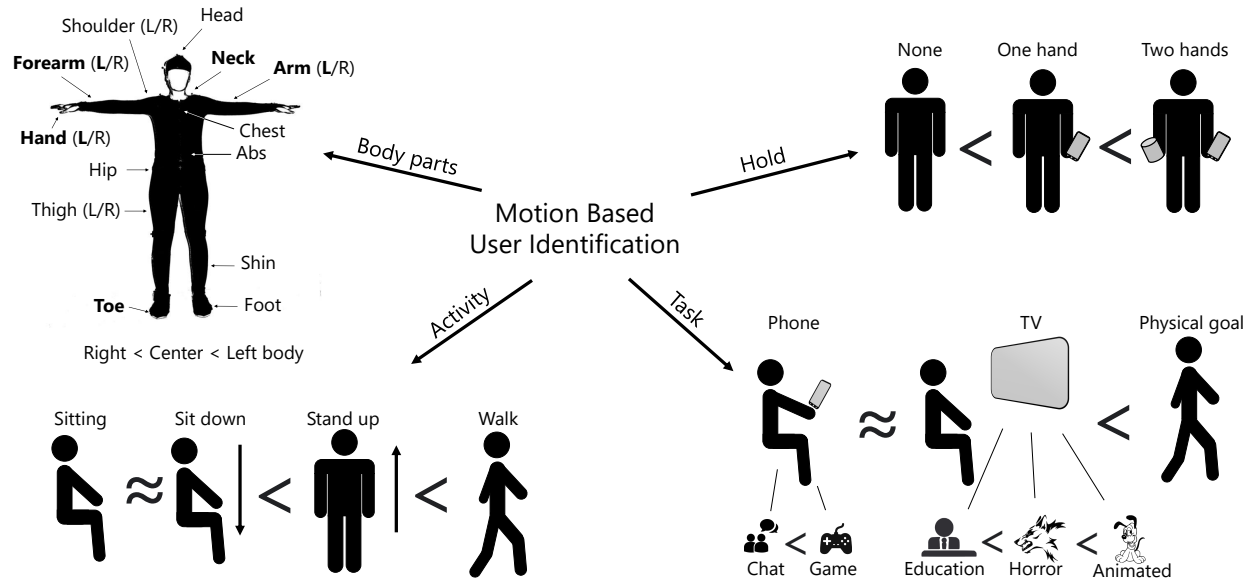 Head
Shoulder (L/R)
Forearm (L/R)
Neck
Arm (L/R)
Hand (L/R)
Chest
Abs
Hip
Thigh (L/R)
Shin
Toe
Foot
Right < Center < Left body
Body parts
Hold
None
One hand
Two hands
< <
Motion Based
User Identification
Activity
Task
Sitting
Sit down
Stand up
Walk
≈ < <
Phone
TV
Physical goal
≈ <
Chat < Game
Education < Horror < Animated